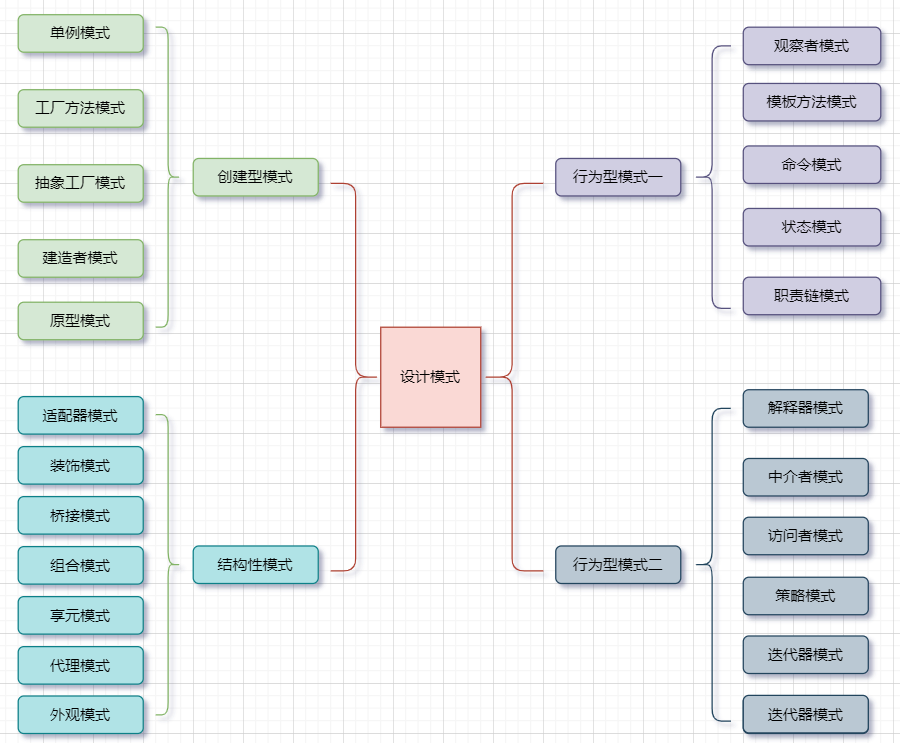 单例模式
工厂方法模式
抽象工厂模式
建造者模式
原型模式
创建型模式
适配器模式
装饰模式
桥接模式
组合模式
享元模式
代理模式
外观模式
结构性模式
设计模式
行为型模式一
观察者模式
模板方法模式
命令模式
状态模式
职责链模式
行为型模式二
解释器模式
中介者模式
访问者模式
策略模式
迭代器模式
迭代器模式